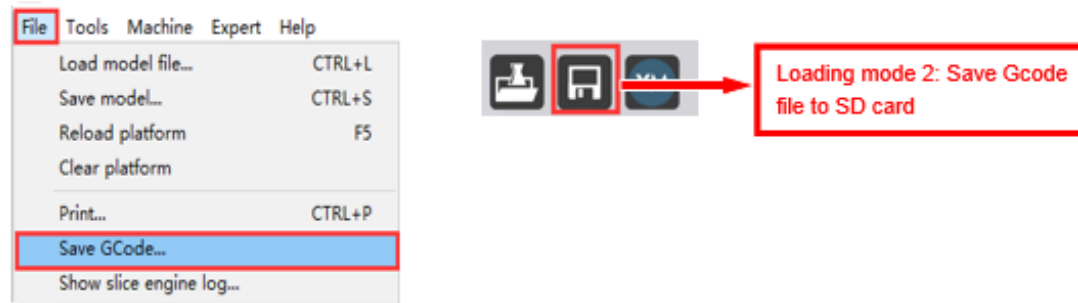 File Tools Machine Expert Help
Load model file... CTRL+L
Save model... CTRL+S
Reload platform F5
Clear platform
Print... CTRL+P
Save GCode...
Show slice engine log...
Loading mode 2: Save Gcode
file to SD card